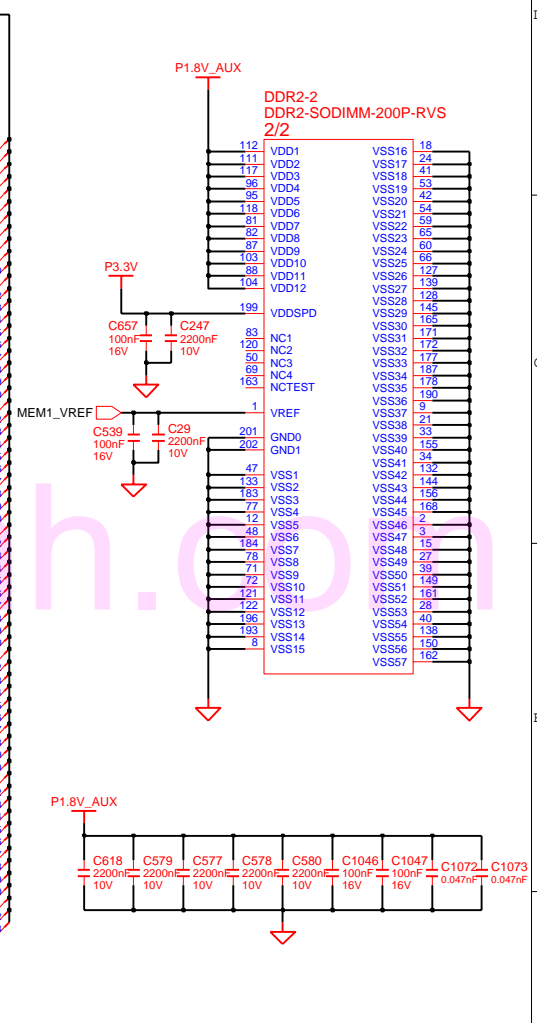 P1.8V_AUX
DDR2-2
DDR2-SODIMM-200P-RVS
2/2
112 VDD1 VSS16 18
111 VDD2 VSS17 24
117 VDD3 VSS18 41
96 VDD4 VSS19 53
95 VDD5 VSS20 42
118 VDD6 VSS21 54
81 VDD7 VSS22 59
82 VDD8 VSS23 65
87 VDD9 VSS24 60
103 VDD10 VSS25 66
88 VDD11 VSS26 127
104 VDD12 VSS27 139
VSS28 128
P3.3V
199 VDDSPD VSS29 145
VSS30 165
C657 100nF 16V
C247 2200nF 10V
83 NC1 VSS31 171
120 NC2 VSS32 172
50 NC3 VSS33 177
69 NC4 VSS34 187
163 NCTEST VSS35 178
VSS36 190
MEM1_VREF
1 VREF VSS37 9
VSS38 21
C539 100nF 16V
C29 2200nF 10V
201 GND0 VSS39 33
202 GND1 VSS40 155
VSS41 34
47 VSS1 VSS42 132
133 VSS2 VSS43 144
183 VSS3 VSS44 156
77 VSS4 VSS45 168
12 VSS5 VSS46 2
48 VSS6 VSS47 3
184 VSS7 VSS48 15
78 VSS8 VSS49 27
71 VSS9 VSS50 39
72 VSS10 VSS51 149
121 VSS11 VSS52 161
122 VSS12 VSS53 28
196 VSS13 VSS54 40
193 VSS14 VSS55 138
8 VSS15 VSS56 150
VSS57 162
h.com
P1.8V_AUX
C618 C579 C577 C578 C580 C1046 C1047 C1072 C1073
2200nF 2200nF 2200nF 2200nF 2200nF 100nF 100nF 0.047nF 0.047nF
10V 10V 10V 10V 10V 16V 16V